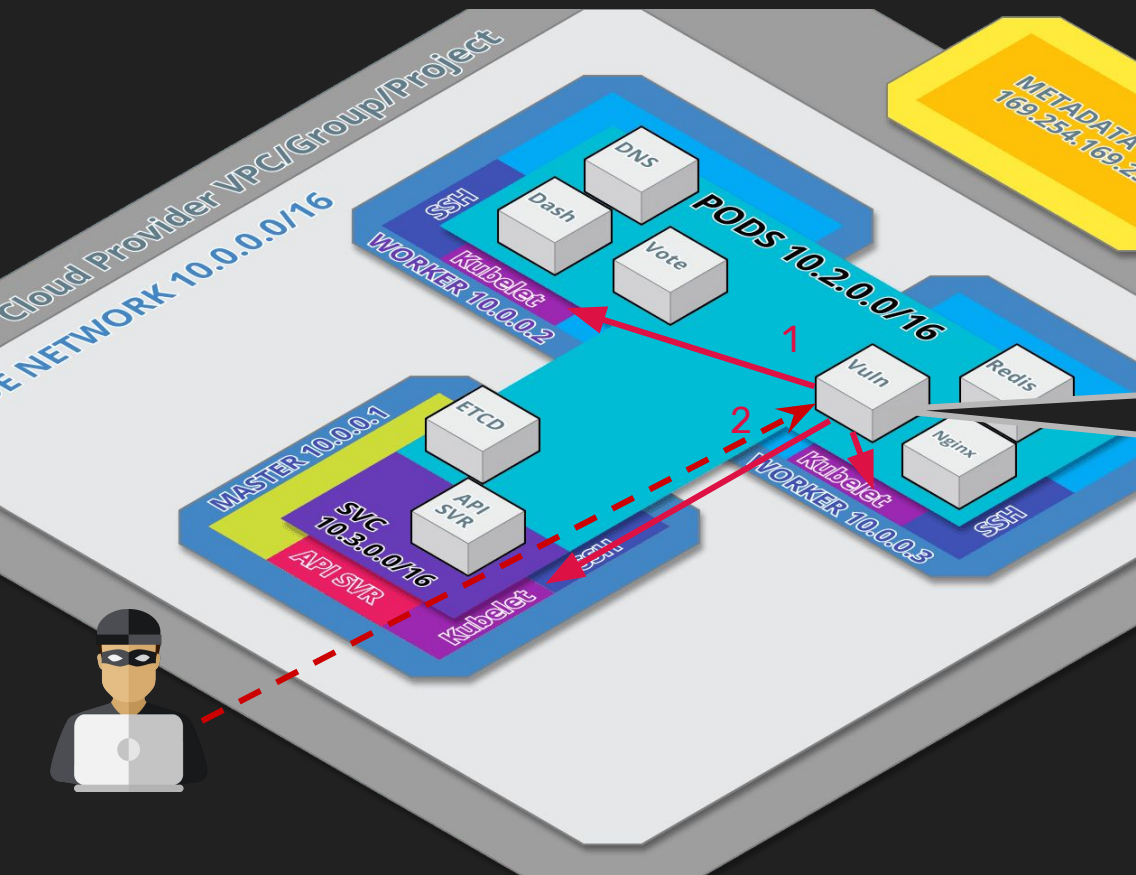 Cloud Provider VPC/Group/Project
E NETWORK 10.0.0.0/16
METADATA
169.254.169.2
DNS
Dash
Vote
SSH
Kubelet
WORKER 10.0.0.2
PODS 10.2.0.0/16
1
2
Vuln
Redis
Nginx
Kubelet
WORKER 10.0.0.3
SSH
MASTER 10.0.0.1
ETCD
API
SVR
SVC
10.3.0.0/16
API SVR
Kubelet
SSH